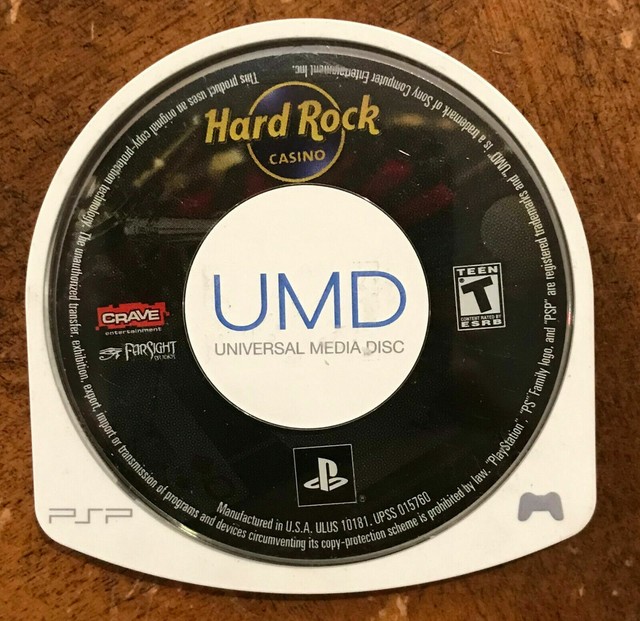 Hard Rock
CASINO
UMD
UNIVERSAL MEDIA DISC
CRAVE
entertainment
FARSIGHT
STUDIOS
TEEN
T
CONTENT RATED BY
ESRB
Manufactured in U.S.A. ULUS 10181. UPSS 015760
This product uses an original copy-protection technology. The unauthorized transfer, exhibition, export, import or transmission of programs and devices circumventing its copy-protection scheme is prohibited by law. "PlayStation", "PS" Family logo, and "PSP" are registered trademarks and "UMD" is a trademark of Sony Computer Entertainment Inc.
PSP